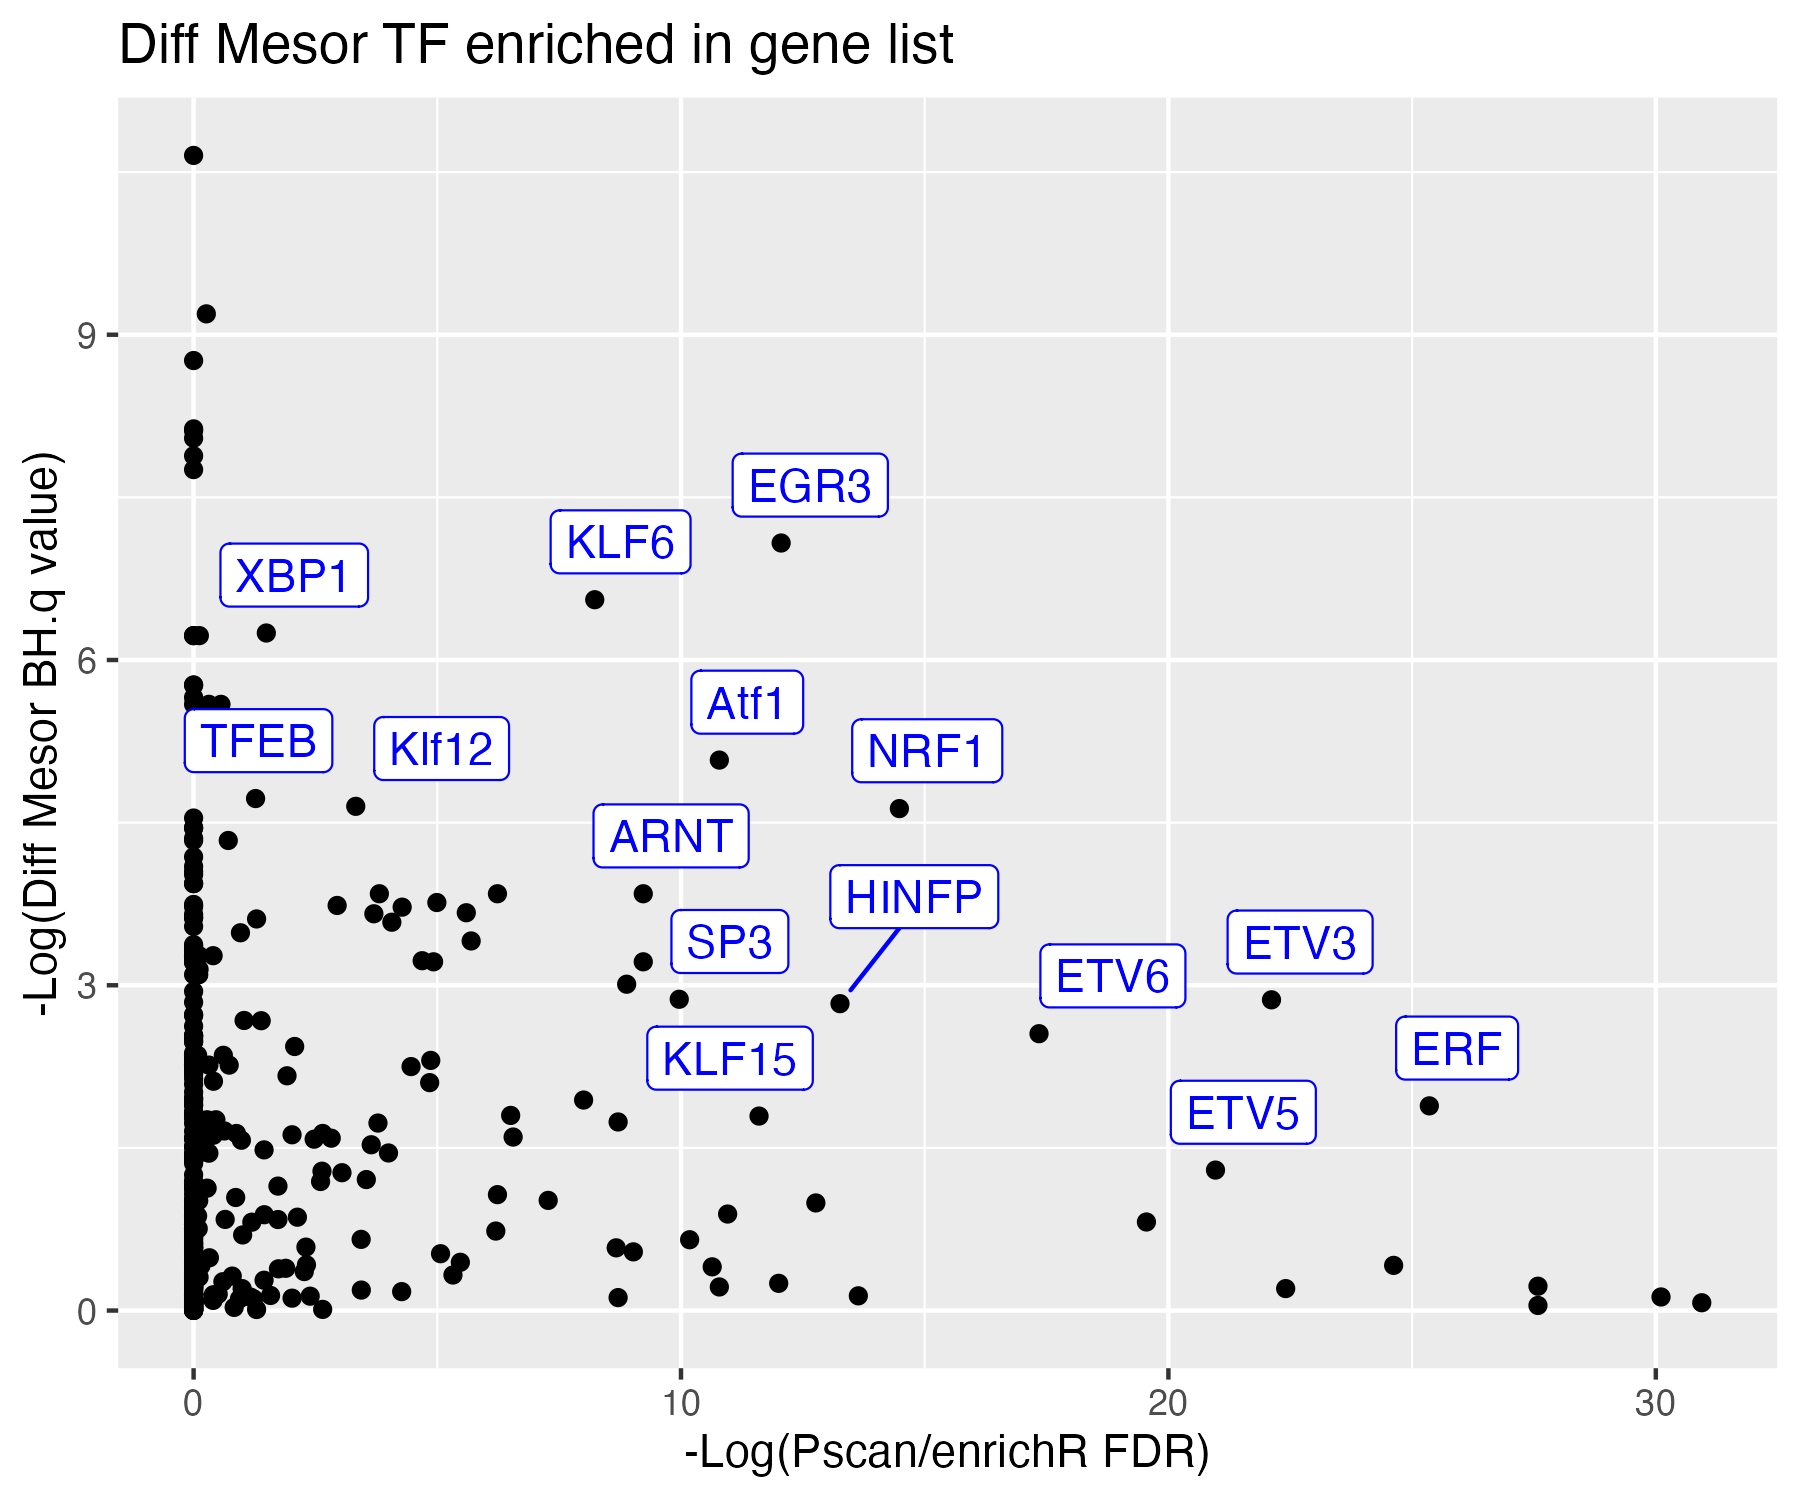 Diff Mesor TF enriched in gene list
-Log(Diff Mesor BH.q value)
9
6
3
0
EGR3
KLF6
XBP1
Atf1
NRF1
TFEB
Klf12
ARNT
HINFP
SP3
ETV3
ETV6
ERF
KLF15
ETV5
0
10
20
30
-Log(Pscan/enrichR FDR)